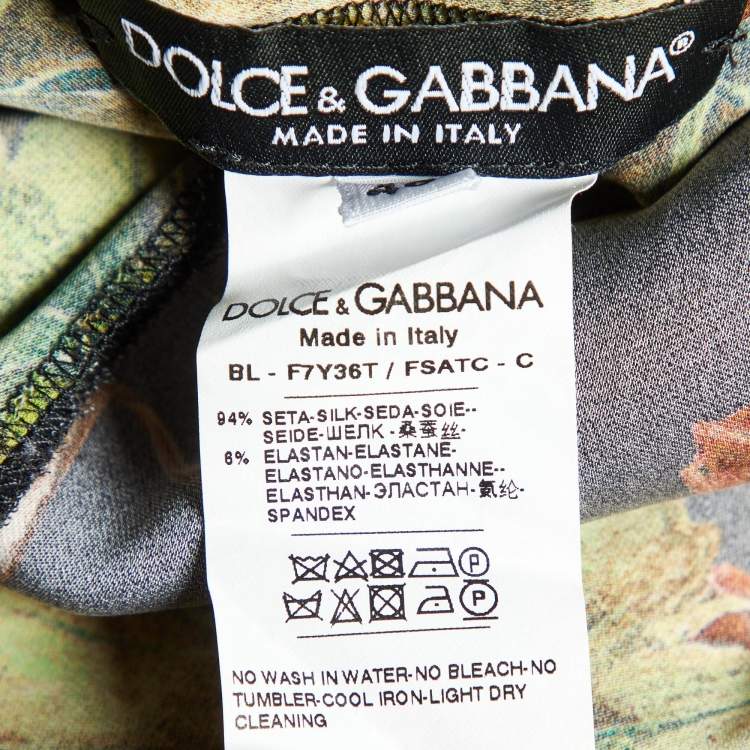 DOLCE & GABBANA®
MADE IN ITALY
DOLCE & GABBANA
Made in Italy
BL - F7Y36T / FSATC - C
94% SETA-SILK-SEDA-SOIE--
SEIDE-ШЕЛК -桑蚕丝-
6% ELASTAN-ELASTANE-
ELASTANO-ELASTHANNE--
ELASTHAN-ЭЛАСТАН-氨纶-
SPANDEX
P
P
NO WASH IN WATER-NO BLEACH-NO
TUMBLER-COOL IRON-LIGHT DRY
CLEANING